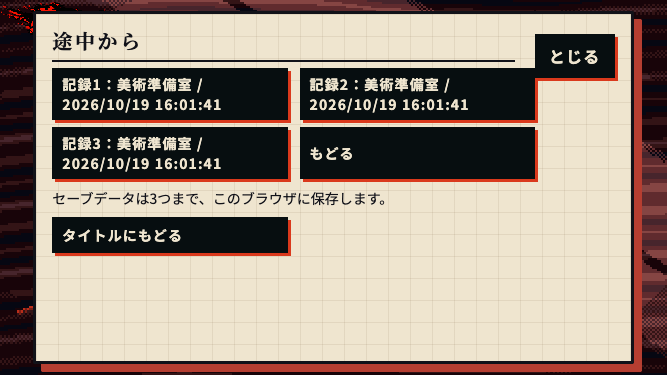 途中から
とじる
記録1：美術準備室 /
2026/10/19 16:01:41
記録2：美術準備室 /
2026/10/19 16:01:41
記録3：美術準備室 /
2026/10/19 16:01:41
もどる
セーブデータは3つまで、このブラウザに保存します。
タイトルにもどる